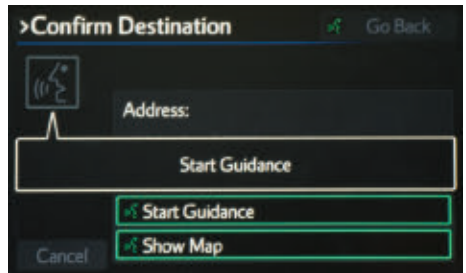 >Confirm Destination
Go Back
Address:
Start Guidance
Start Guidance
Show Map
Cancel